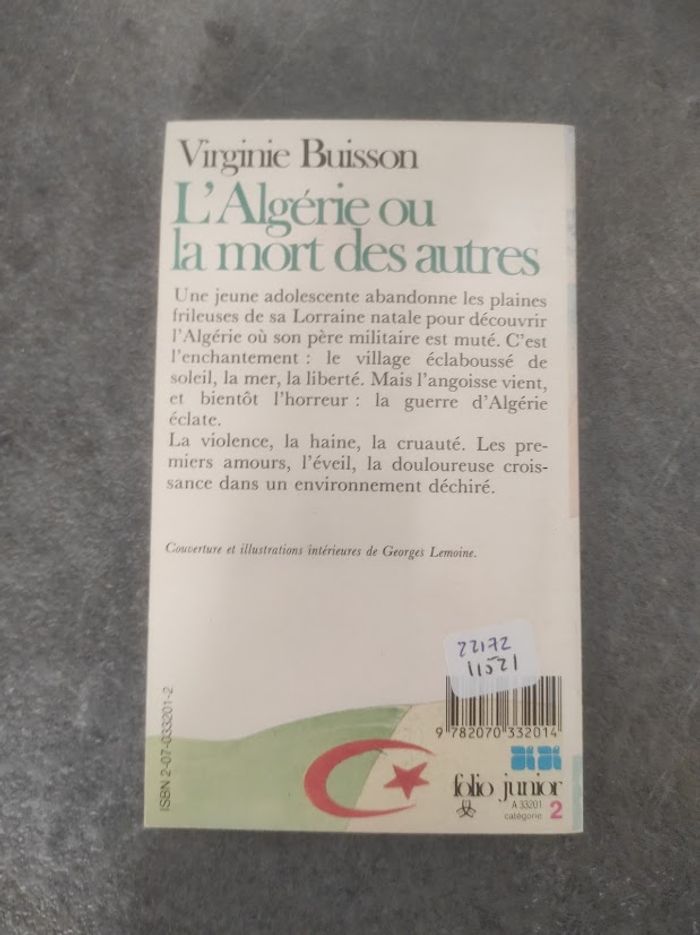 Virginie Buisson
L'Algérie ou
la mort des autres
Une jeune adolescente abandonne les plaines
frileuses de sa Lorraine natale pour découvrir
l'Algérie où son père militaire est muté. C'est
l'enchantement : le village éclaboussé de
soleil, la mer, la liberté. Mais l'angoisse vient,
et bientôt l'horreur : la guerre d'Algérie
éclate.
La violence, la haine, la cruauté. Les pre-
miers amours, l'éveil, la douloureuse crois-
sance dans un environnement déchiré.
Couverture et illustrations intérieures de Georges Lemoine.
ISBN 2-07-033201-2
22172
11521
9 782070 332014
folio junior
A 33201
catégorie 2